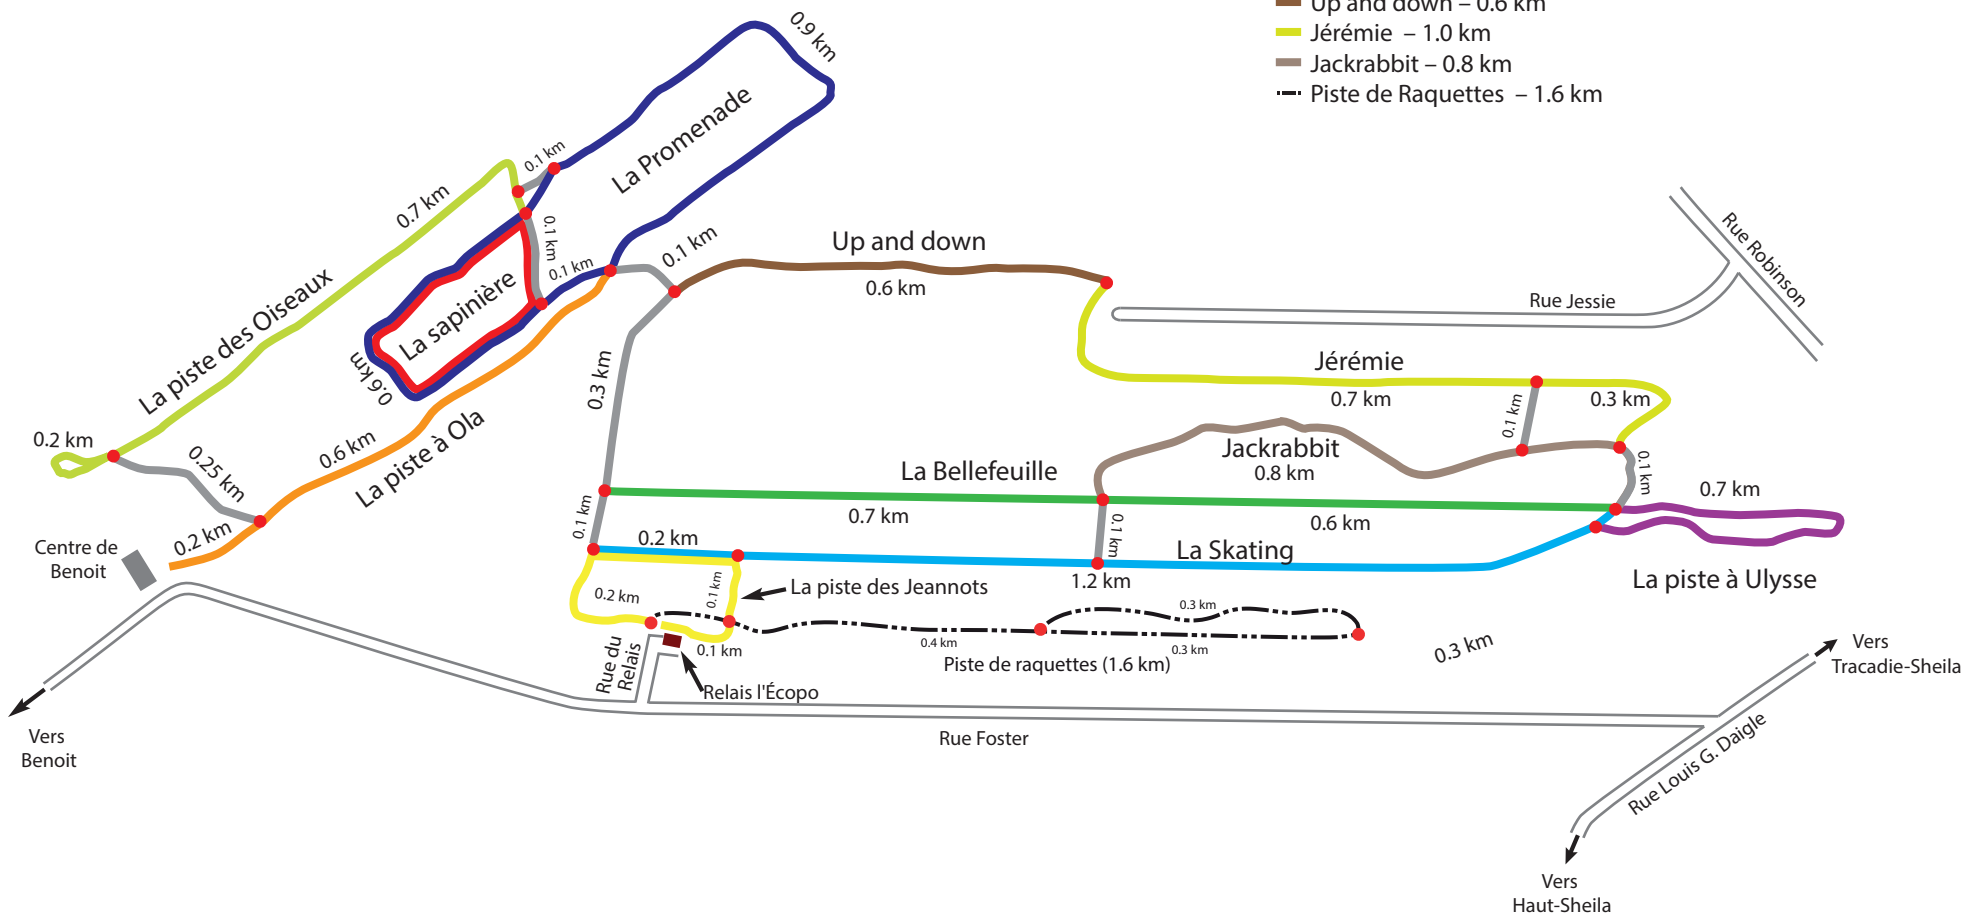 Up and down – 0.6 km
Jérémie – 1.0 km
Jackrabbit – 0.8 km
Piste de Raquettes – 1.6 km
0.9 km
La Promenade
0.1 km
0.7 km
0.1 km
0.1 km
0.1 km
La piste des Oiseaux
La sapinière
0.6 km
Up and down
0.6 km
Rue Robinson
Rue Jessie
Jérémie
0.7 km
0.3 km
0.1 km
0.3 km
0.2 km
0.25 km
0.6 km
La piste à Ola
0.2 km
Centre de
Benoit
La Bellefeuille
0.7 km
Jackrabbit
0.8 km
0.6 km
0.1 km
0.7 km
La piste à Ulysse
0.1 km
0.2 km
0.1 km
La Skating
1.2 km
La piste des Jeannots
0.2 km
0.1 km
0.1 km
0.3 km
0.4 km
0.3 km
Piste de raquettes (1.6 km)
0.3 km
Rue du
Relais
Relais l'Écopo
Rue Foster
Vers
Benoit
Vers
Tracadie-Sheila
Rue Louis G. Daigle
Vers
Haut-Sheila